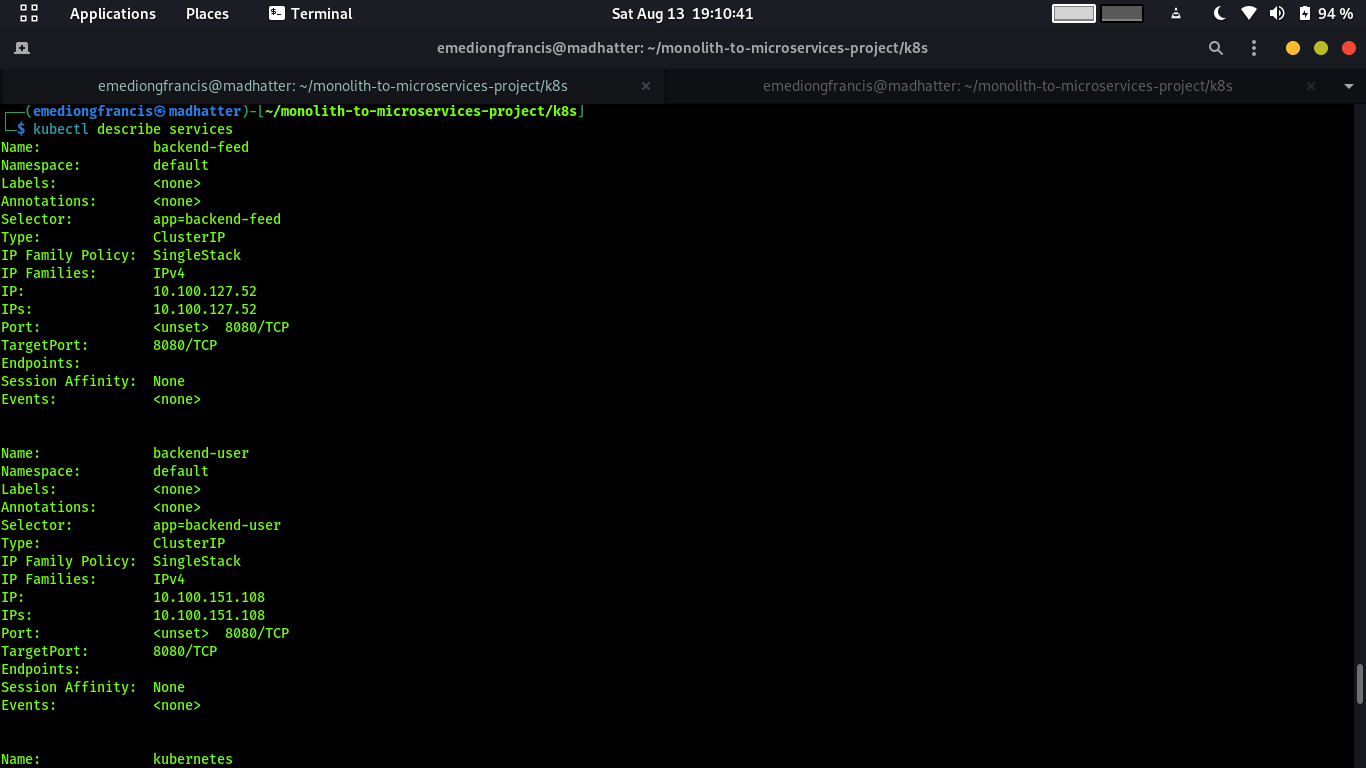 Applications Places Terminal Sat Aug 13 19:10:41 94 %
emediongfrancis@madhatter: ~/monolith-to-microservices-project/k8s
emediongfrancis@madhatter: ~/monolith-to-microservices-project/k8s × emediongfrancis@madhatter: ~/monolith-to-microservices-project/k8s ×
┌──(emediongfrancis㉿madhatter)-[~/monolith-to-microservices-project/k8s]
└─$ kubectl describe services
Name:              backend-feed
Namespace:         default
Labels:            <none>
Annotations:       <none>
Selector:          app=backend-feed
Type:              ClusterIP
IP Family Policy:  SingleStack
IP Families:       IPv4
IP:                10.100.127.52
IPs:               10.100.127.52
Port:              <unset>  8080/TCP
TargetPort:        8080/TCP
Endpoints:
Session Affinity:  None
Events:            <none>
Name:              backend-user
Namespace:         default
Labels:            <none>
Annotations:       <none>
Selector:          app=backend-user
Type:              ClusterIP
IP Family Policy:  SingleStack
IP Families:       IPv4
IP:                10.100.151.108
IPs:               10.100.151.108
Port:              <unset>  8080/TCP
TargetPort:        8080/TCP
Endpoints:
Session Affinity:  None
Events:            <none>
Name:              kubernetes